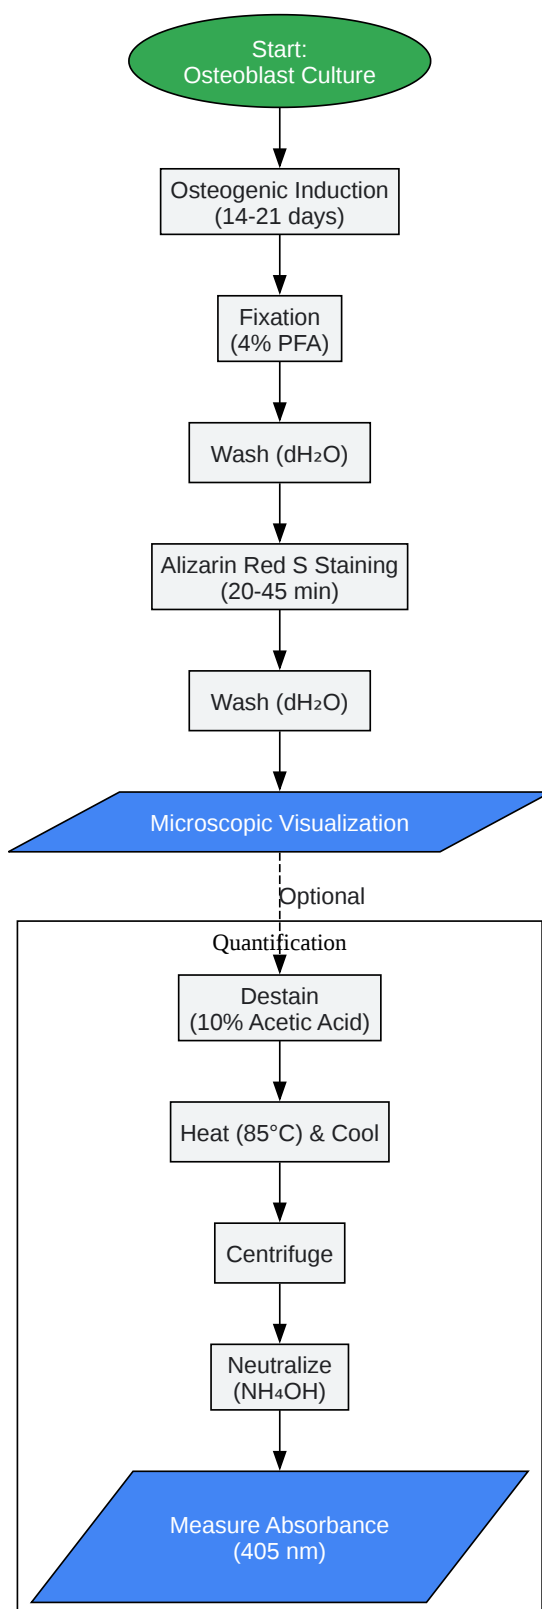 Start:
Osteoblast Culture
Osteogenic Induction
(14-21 days)
Fixation
(4% PFA)
Wash (dH₂O)
Alizarin Red S Staining
(20-45 min)
Wash (dH₂O)
Microscopic Visualization
Optional
Quantification
Destain
(10% Acetic Acid)
Heat (85°C) & Cool
Centrifuge
Neutralize
(NH₄OH)
Measure Absorbance
(405 nm)